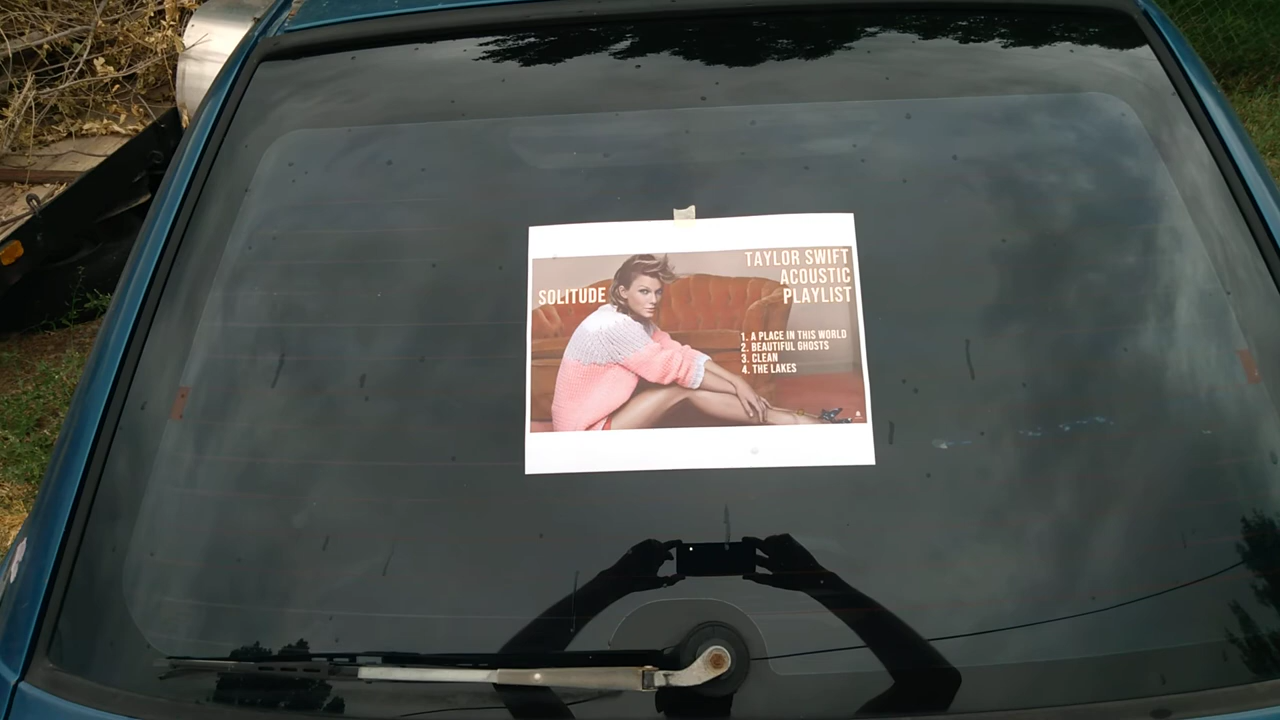 SOLITUDE
TAYLOR SWIFT
ACOUSTIC
PLAYLIST
1. A PLACE IN THIS WORLD
2. BEAUTIFUL GHOSTS
3. CLEAN
4. THE LAKES